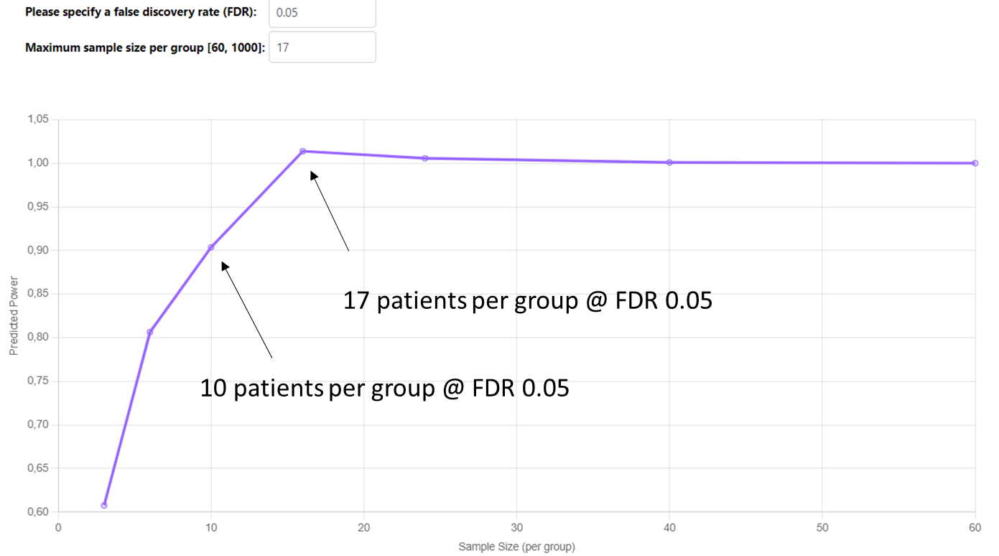 Please specify a false discovery rate (FDR): 0.05
Maximum sample size per group [60, 1000]: 17
1,05
1,00
0,95
0,90
0,85
0,80
0,75
0,70
0,65
0,60
Predicted Power
17 patients per group @ FDR 0.05
10 patients per group @ FDR 0.05
0 10 20 30 40 50 60
Sample Size (per group)